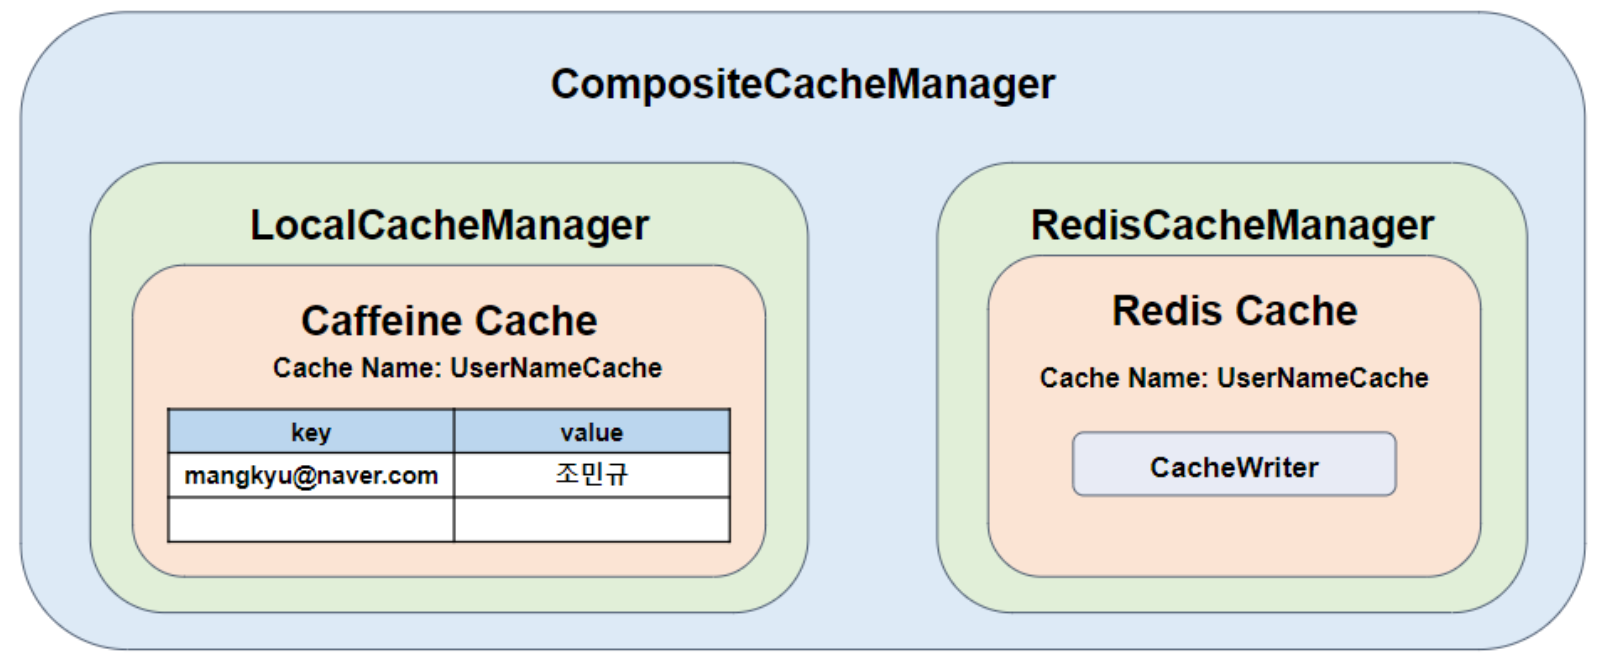 CompositeCacheManager
LocalCacheManager
Caffeine Cache
Cache Name: UserNameCache
key value
mangkyu@naver.com 조민규
RedisCacheManager
Redis Cache
Cache Name: UserNameCache
CacheWriter